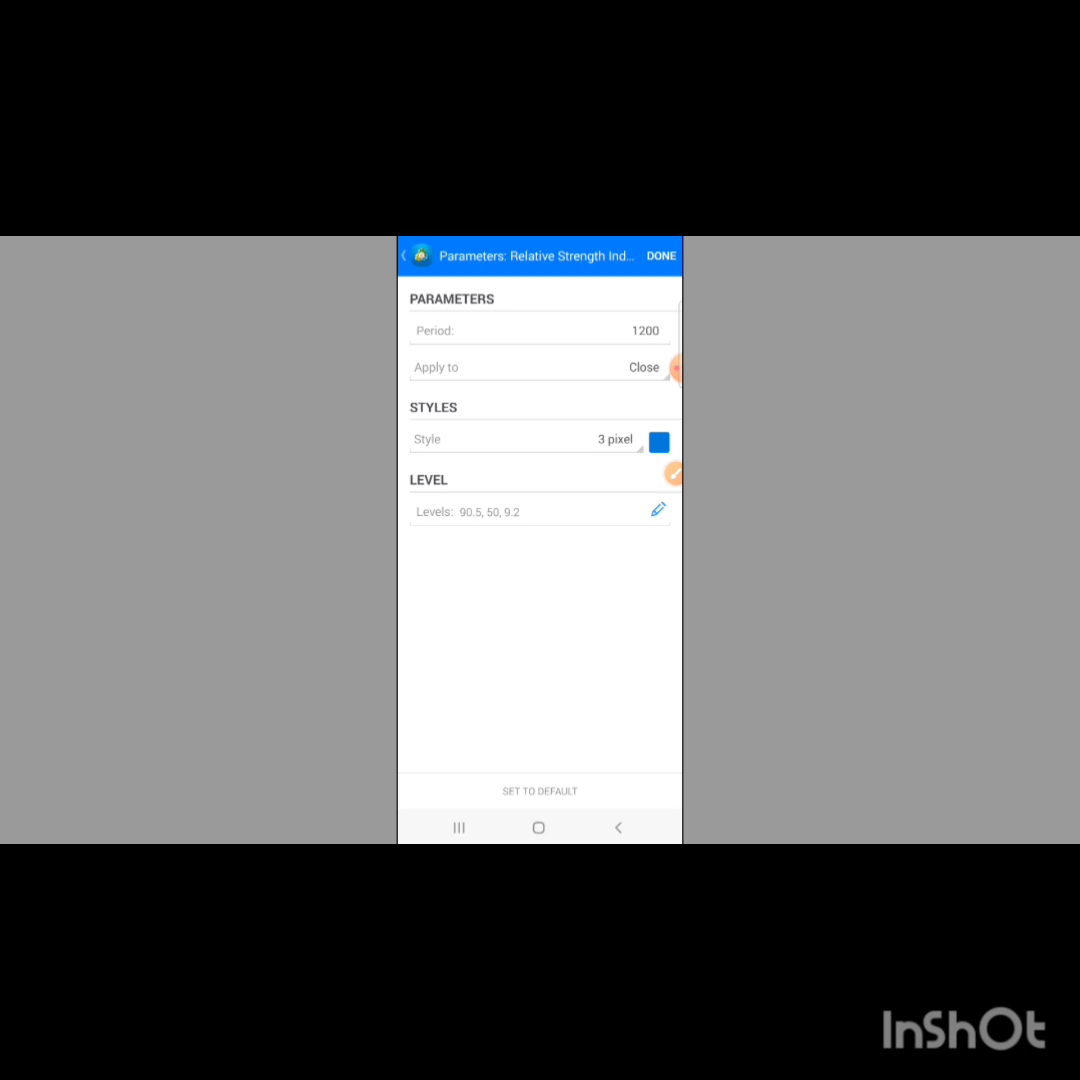 Parameters: Relative Strength Ind... DONE
PARAMETERS
Period: 1200
Apply to Close
STYLES
Style 3 pixel
LEVEL
Levels: 90.5, 50, 9.2
SET TO DEFAULT
InShOt